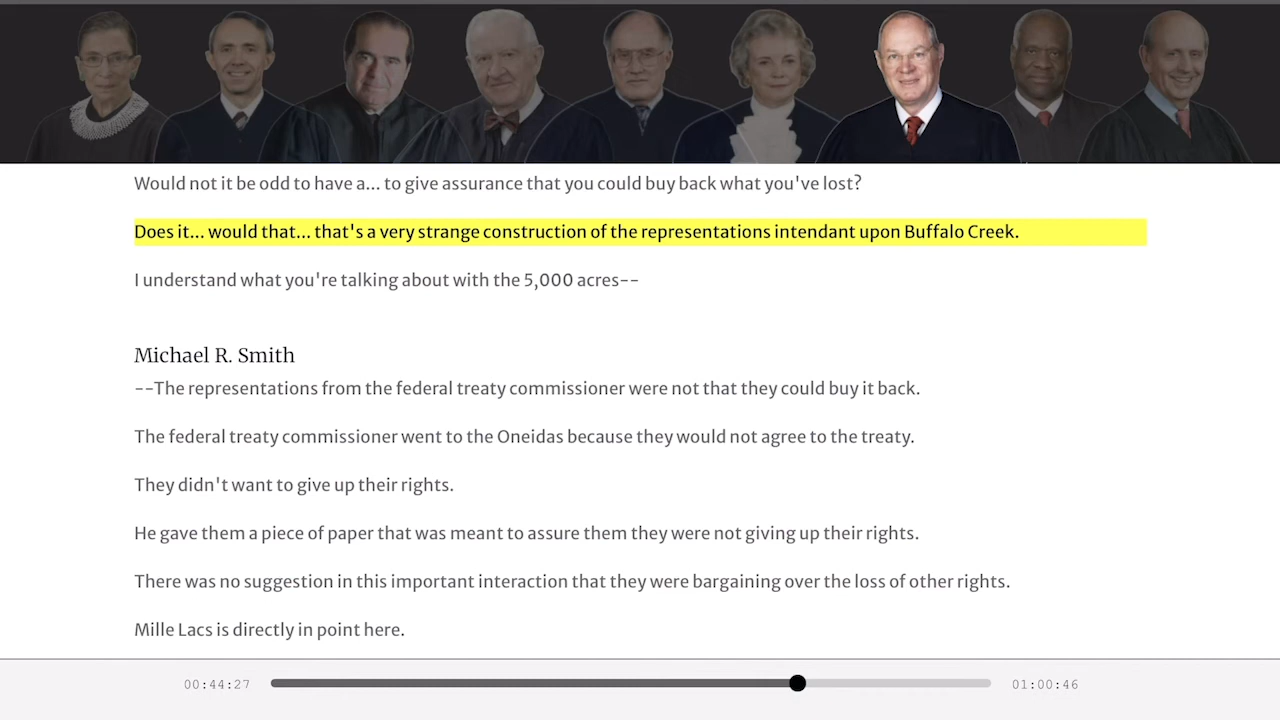 Would not it be odd to have a... to give assurance that you could buy back what you've lost?
Does it... would that... that's a very strange construction of the representations intendant upon Buffalo Creek.
I understand what you're talking about with the 5,000 acres--
Michael R. Smith
--The representations from the federal treaty commissioner were not that they could buy it back.
The federal treaty commissioner went to the Oneidas because they would not agree to the treaty.
They didn't want to give up their rights.
He gave them a piece of paper that was meant to assure them they were not giving up their rights.
There was no suggestion in this important interaction that they were bargaining over the loss of other rights.
Mille Lacs is directly in point here.
00:44:27
01:00:46